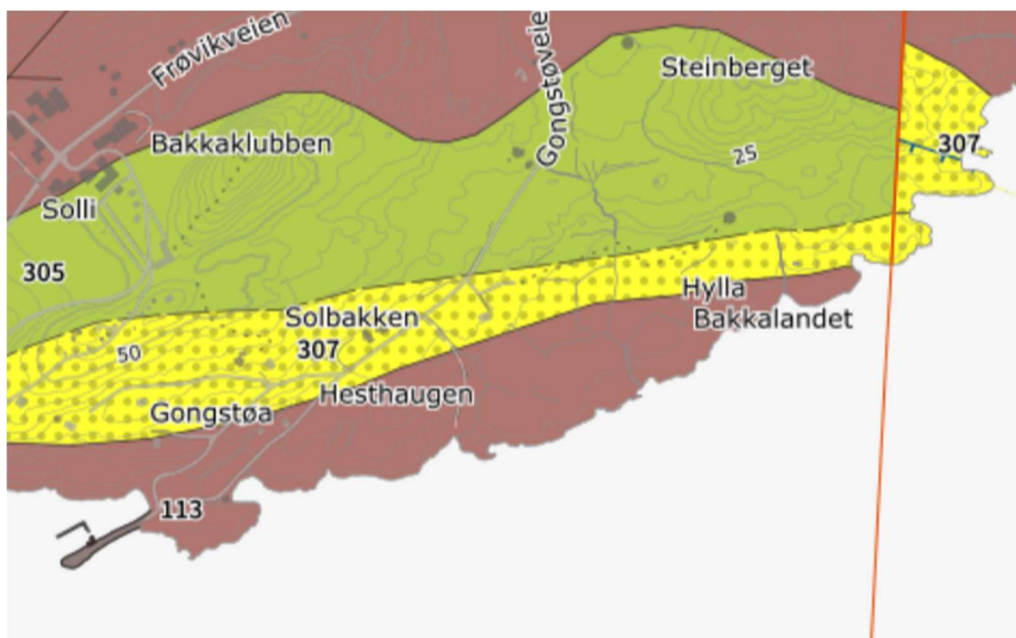 Frøvikveien
Gongstøveie
Steinberget
Bakkaklubben
25
307
Solli
305
Hylla
Solbakken
Bakkalandet
307
50
Hesthaugen
Gongstøa
113